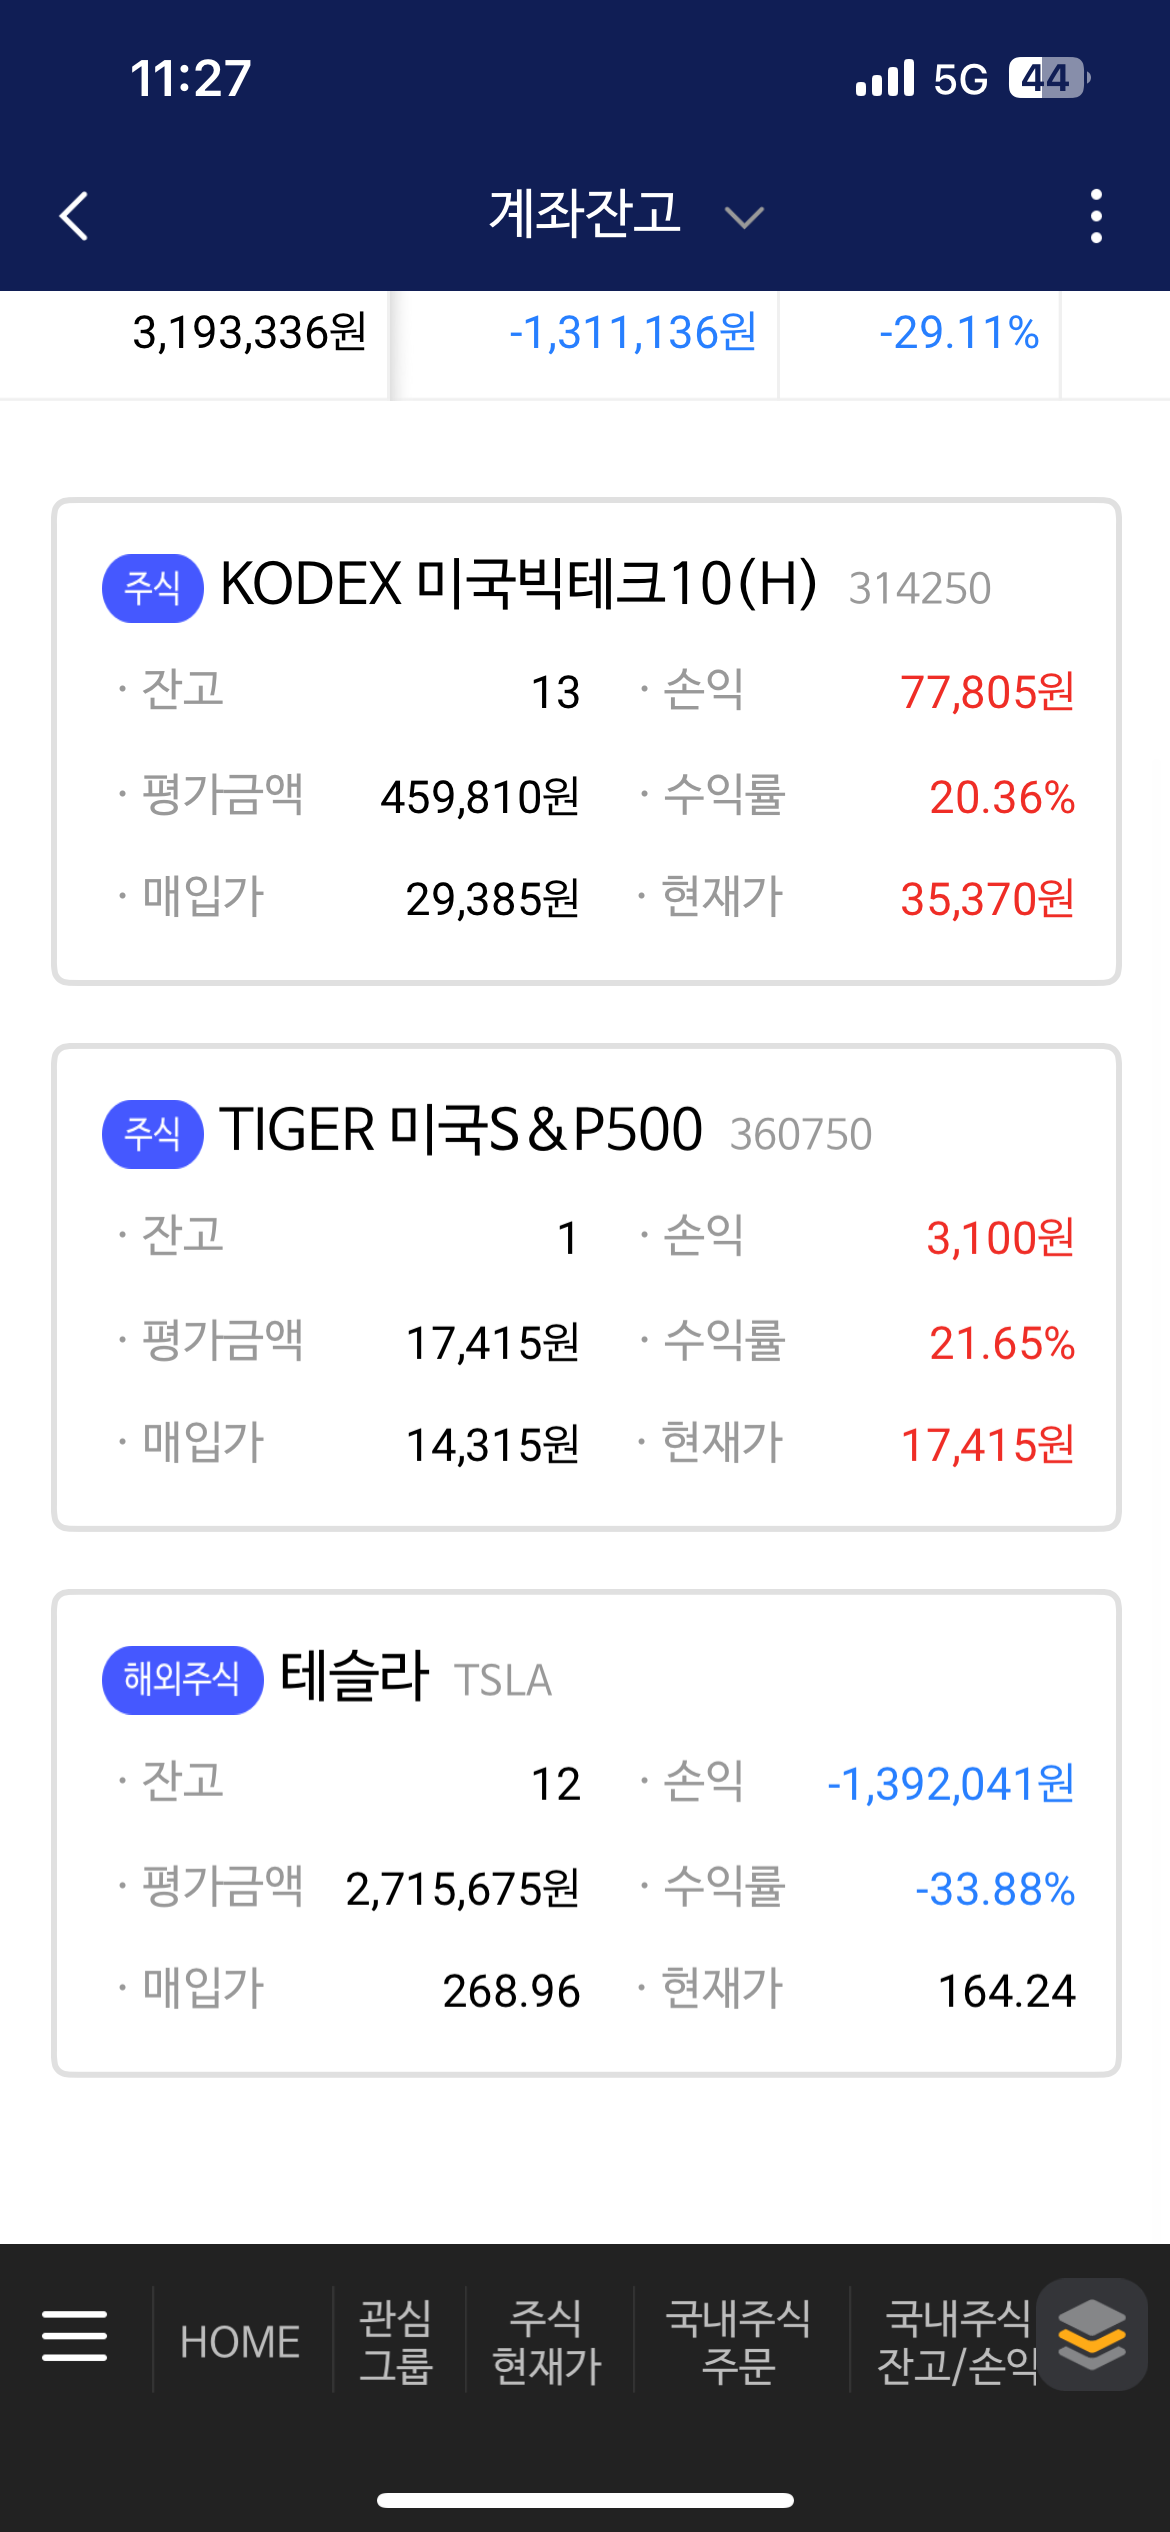 11:27 5G 44
계좌잔고
3,193,336원 -1,311,136원 -29.11%
주식 KODEX 미국빅테크10(H) 314250
· 잔고 13 · 손익 77,805원
· 평가금액 459,810원 · 수익률 20.36%
· 매입가 29,385원 · 현재가 35,370원
주식 TIGER 미국S&P500 360750
· 잔고 1 · 손익 3,100원
· 평가금액 17,415원 · 수익률 21.65%
· 매입가 14,315원 · 현재가 17,415원
해외주식 테슬라 TSLA
· 잔고 12 · 손익 -1,392,041원
· 평가금액 2,715,675원 · 수익률 -33.88%
· 매입가 268.96 · 현재가 164.24
HOME
관심
그룹
주식
현재가
국내주식
주문
국내주식
잔고/손익